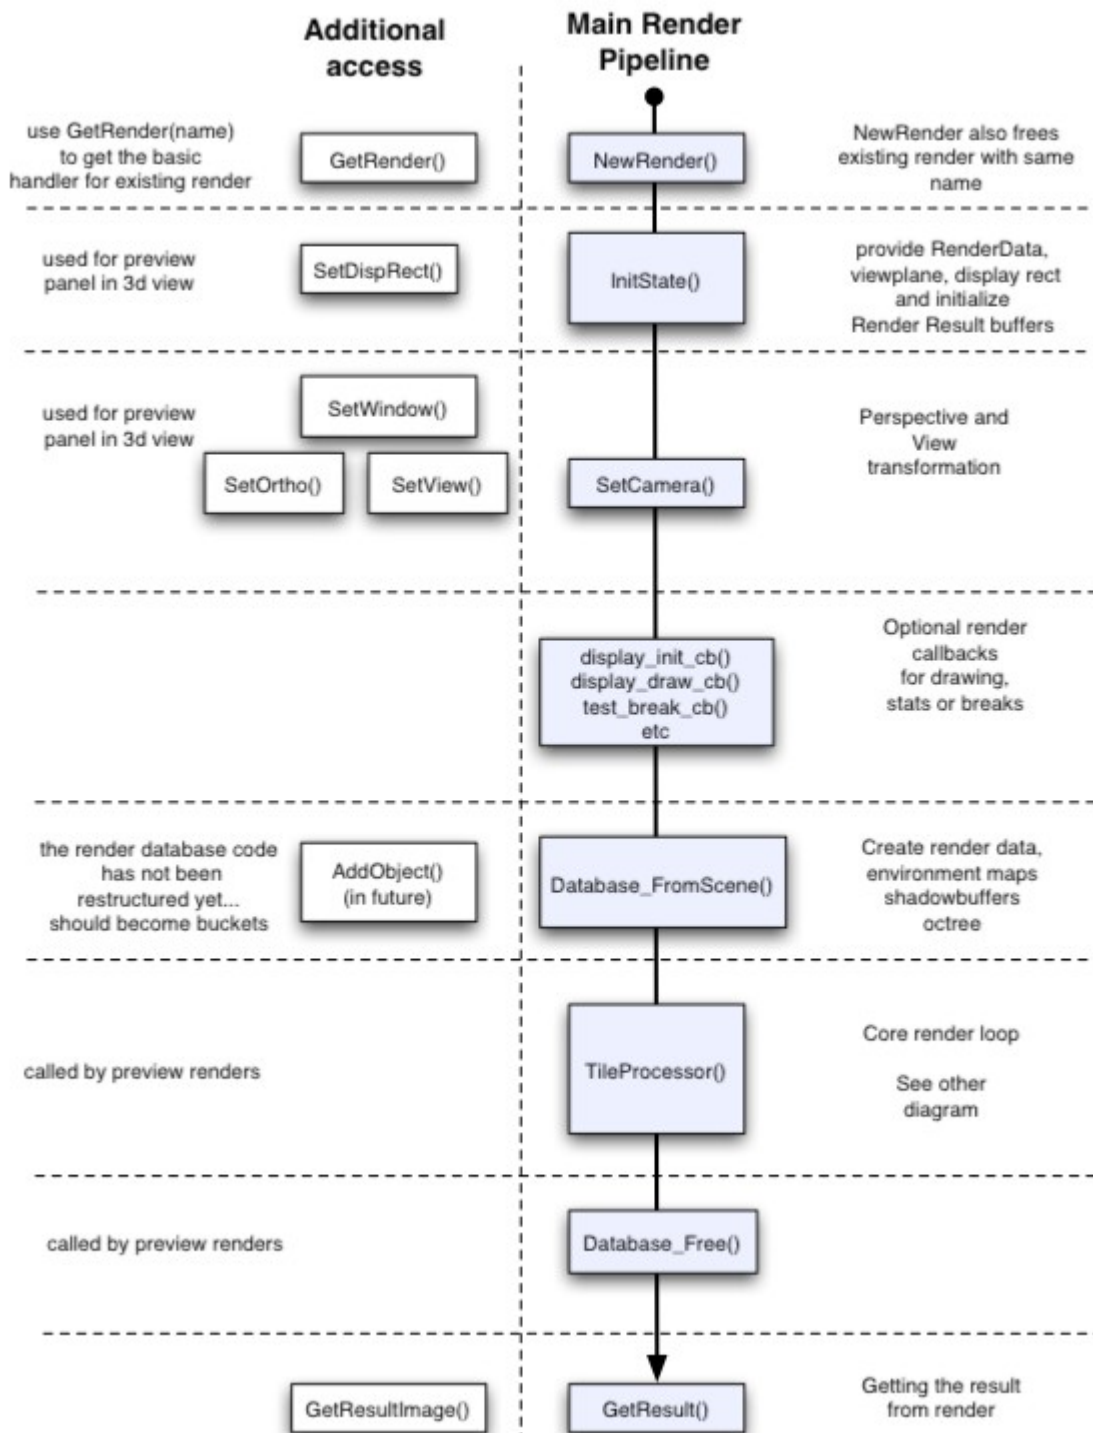 Additional
access
Main Render
Pipeline
use GetRender(name)
to get the basic
handler for existing render
GetRender()
NewRender()
NewRender also frees
existing render with same
name
used for preview
panel in 3d view
SetDispRect()
InitState()
provide RenderData,
viewplane, display rect
and initialize
Render Result buffers
used for preview
panel in 3d view
SetWindow()
SetOrtho()
SetView()
SetCamera()
Perspective and
View
transformation
display_init_cb()
display_draw_cb()
test_break_cb()
etc
Optional render
callbacks
for drawing,
stats or breaks
the render database code
has not been
restructured yet...
should become buckets
AddObject()
(in future)
Database_FromScene()
Create render data,
environment maps
shadowbuffers
octree
called by preview renders
TileProcessor()
Core render loop
See other
diagram
called by preview renders
Database_Free()
GetResultImage()
GetResult()
Getting the result
from render